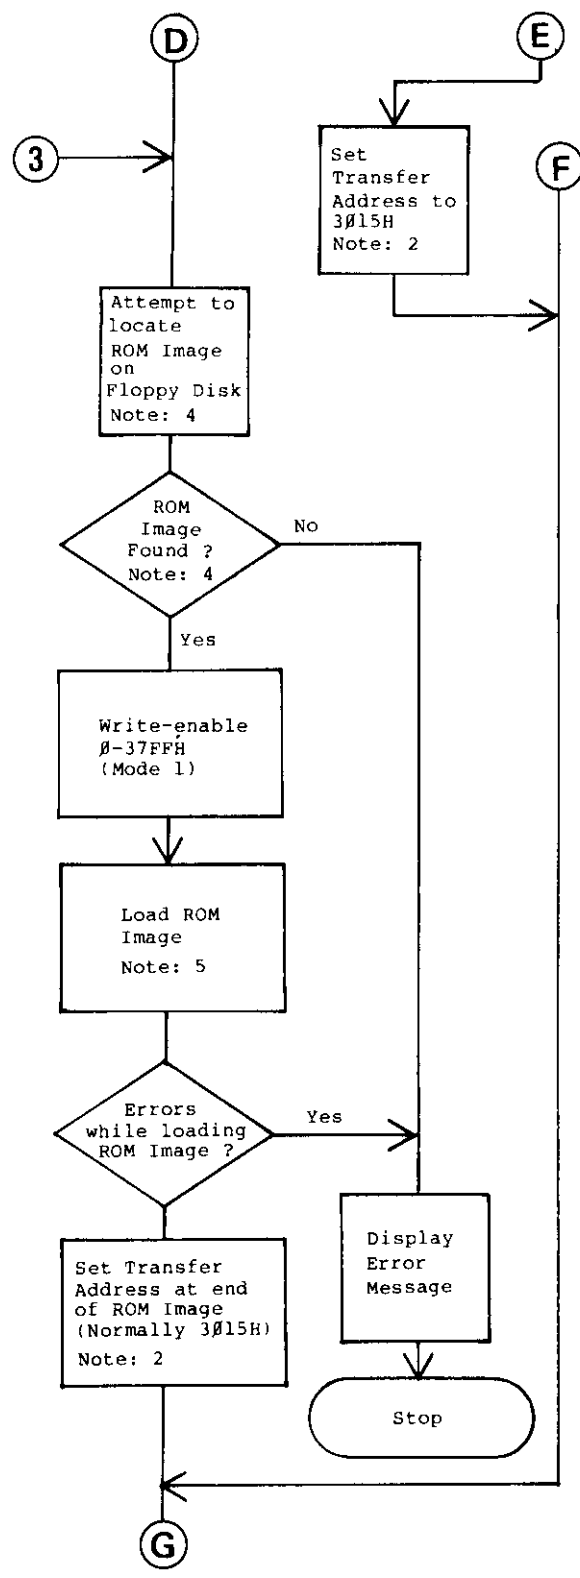 D
E
3
F
Set
Transfer
Address to
3Ø15H
Note: 2
Attempt to
locate
ROM Image
on
Floppy Disk
Note: 4
ROM
Image
Found ?
Note: 4
No
Yes
Write-enable
Ø-37FFH
(Mode 1)
Load ROM
Image
Note: 5
Errors
while loading
ROM Image ?
Yes
Set Transfer
Address at end
of ROM Image
(Normally 3Ø15H)
Note: 2
Display
Error
Message
Stop
G